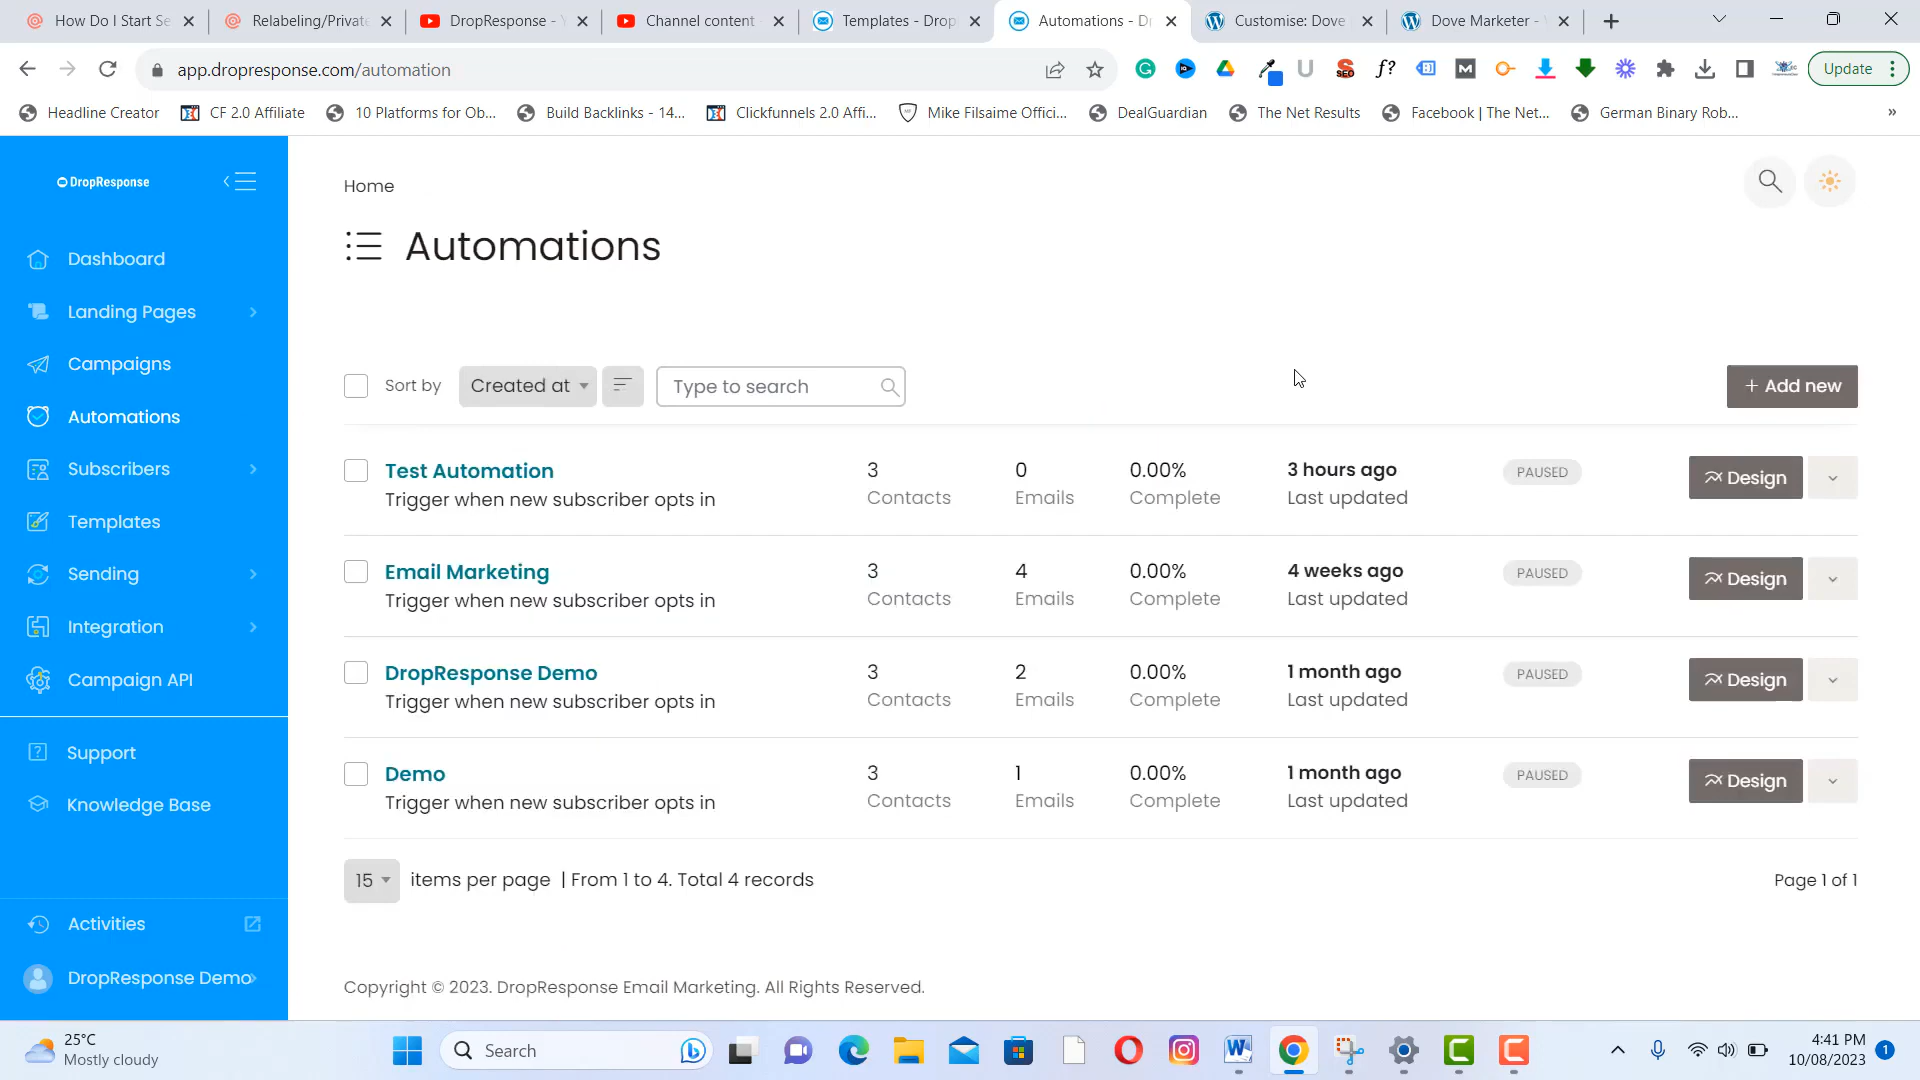 How Do I Start Se
Relabeling/Private
DropResponse - Y
Channel content -
Templates - Drop
Automations - Dr
Customise: Dove
Dove Marketer -
app.dropresponse.com/automation
Update
Headline Creator
CF 2.0 Affiliate
10 Platforms for Ob...
Build Backlinks - 14...
Clickfunnels 2.0 Affi...
Mike Filsaime Offici...
DealGuardian
The Net Results
Facebook | The Net...
German Binary Rob...
DropResponse
Dashboard
Landing Pages
Campaigns
Automations
Subscribers
Templates
Sending
Integration
Campaign API
Support
Knowledge Base
Activities
DropResponse Demo
Home
Automations
Sort by
Created at
Type to search
+ Add new
Test Automation
Trigger when new subscriber opts in
3
Contacts
0
Emails
0.00%
Complete
3 hours ago
Last updated
PAUSED
Design
Email Marketing
Trigger when new subscriber opts in
3
Contacts
4
Emails
0.00%
Complete
4 weeks ago
Last updated
PAUSED
Design
DropResponse Demo
Trigger when new subscriber opts in
3
Contacts
2
Emails
0.00%
Complete
1 month ago
Last updated
PAUSED
Design
Demo
Trigger when new subscriber opts in
3
Contacts
1
Emails
0.00%
Complete
1 month ago
Last updated
PAUSED
Design
15
items per page | From 1 to 4. Total 4 records
Page 1 of 1
Copyright © 2023. DropResponse Email Marketing. All Rights Reserved.
25°C
Mostly cloudy
Search
4:41 PM
10/08/2023
1